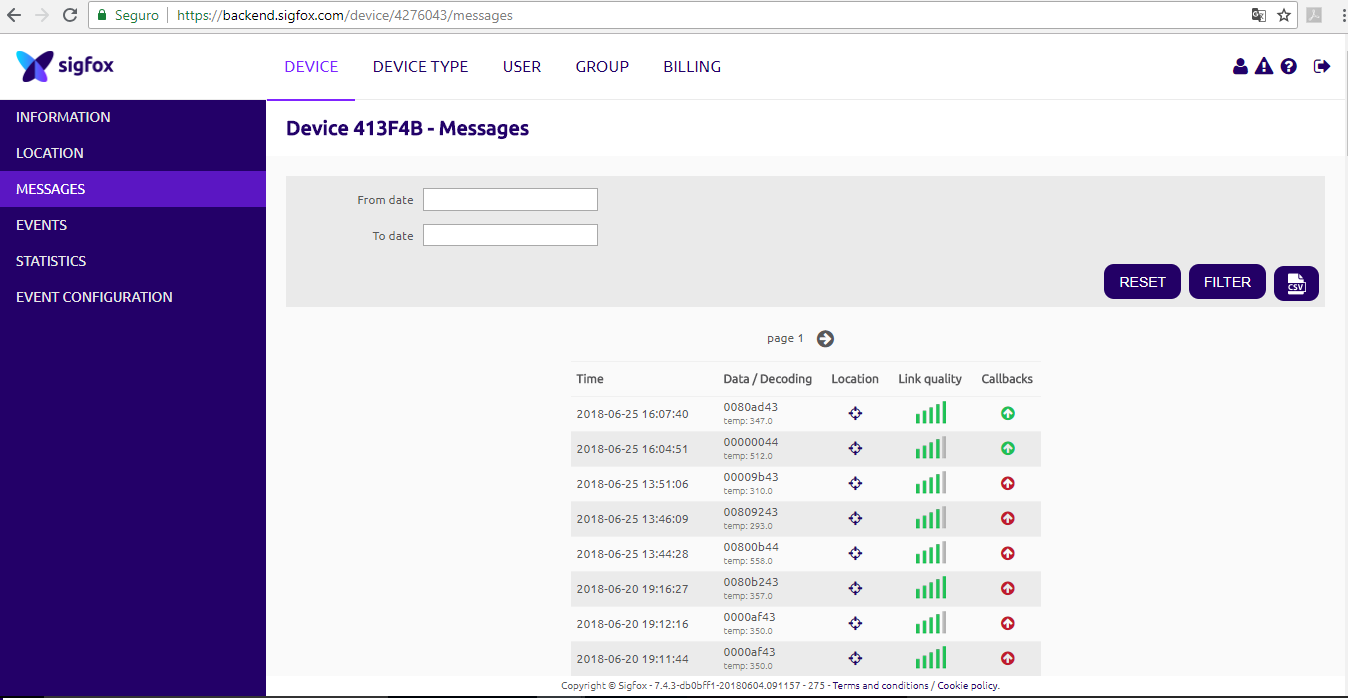 Seguro https://backend.sigfox.com/device/4276043/messages
sigfox DEVICE DEVICE TYPE USER GROUP BILLING
INFORMATION
LOCATION
MESSAGES
EVENTS
STATISTICS
EVENT CONFIGURATION
Device 413F4B - Messages
From date
To date
RESET FILTER CSV
page 1
Time Data / Decoding Location Link quality Callbacks
2018-06-25 16:07:40 0080ad43
temp: 347.0
2018-06-25 16:04:51 00000044
temp: 512.0
2018-06-25 13:51:06 00009b43
temp: 310.0
2018-06-25 13:46:09 00809243
temp: 293.0
2018-06-25 13:44:28 00800b44
temp: 558.0
2018-06-20 19:16:27 0080b243
temp: 357.0
2018-06-20 19:12:16 0000af43
temp: 350.0
2018-06-20 19:11:44 0000af43
temp: 350.0
Copyright © Sigfox - 7.4.3-db0bff1-20180604.091157 - 275 - Terms and conditions / Cookie policy.